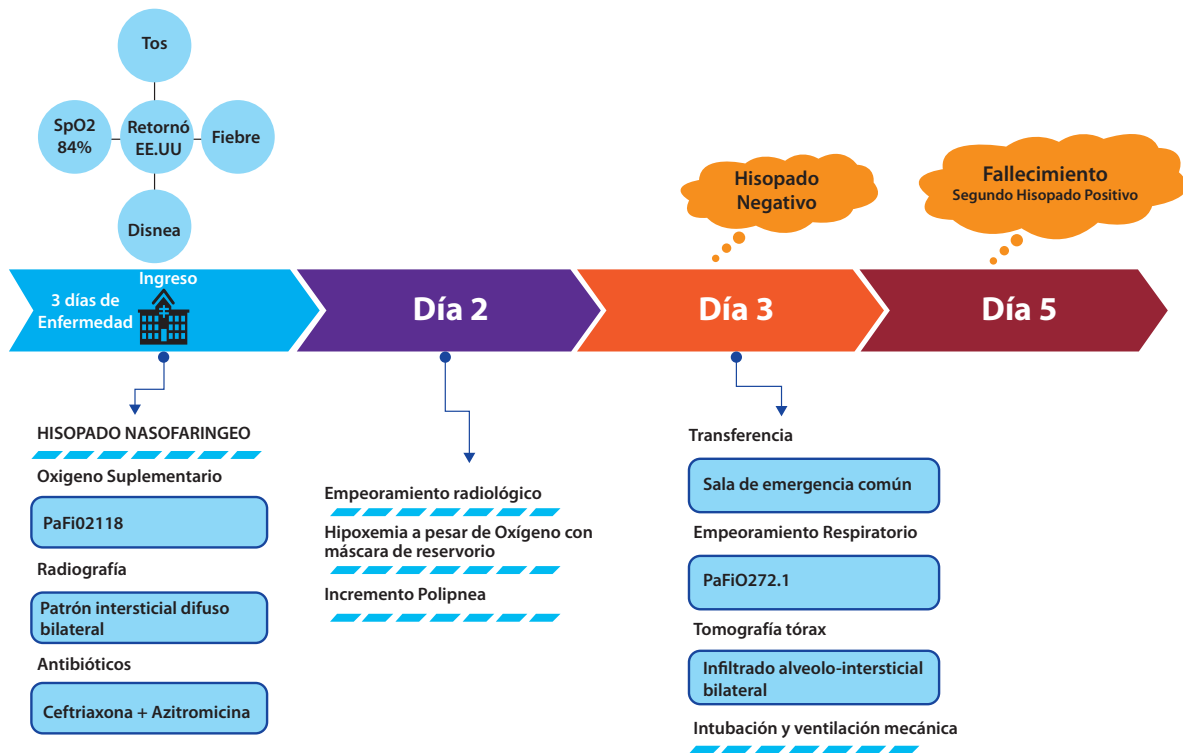 Tos
SpO2
84%
Retornó
EE.UU
Fiebre
Disnea
Hisopado
Negativo
Fallecimiento
Segundo Hisopado Positivo
Ingreso
3 días de
Enfermedad
Día 2
Día 3
Día 5
HISOPADO NASOFARINGEO
Oxigeno Suplementario
PaFi02118
Radiografía
Patrón intersticial difuso
bilateral
Antibióticos
Ceftriaxona + Azitromicina
Empeoramiento radiológico
Hipoxemia a pesar de Oxígeno con
máscara de reservorio
Incremento Polipnea
Transferencia
Sala de emergencia común
Empeoramiento Respiratorio
PaFiO272.1
Tomografía tórax
Infiltrado alveolo-intersticial
bilateral
Intubación y ventilación mecánica